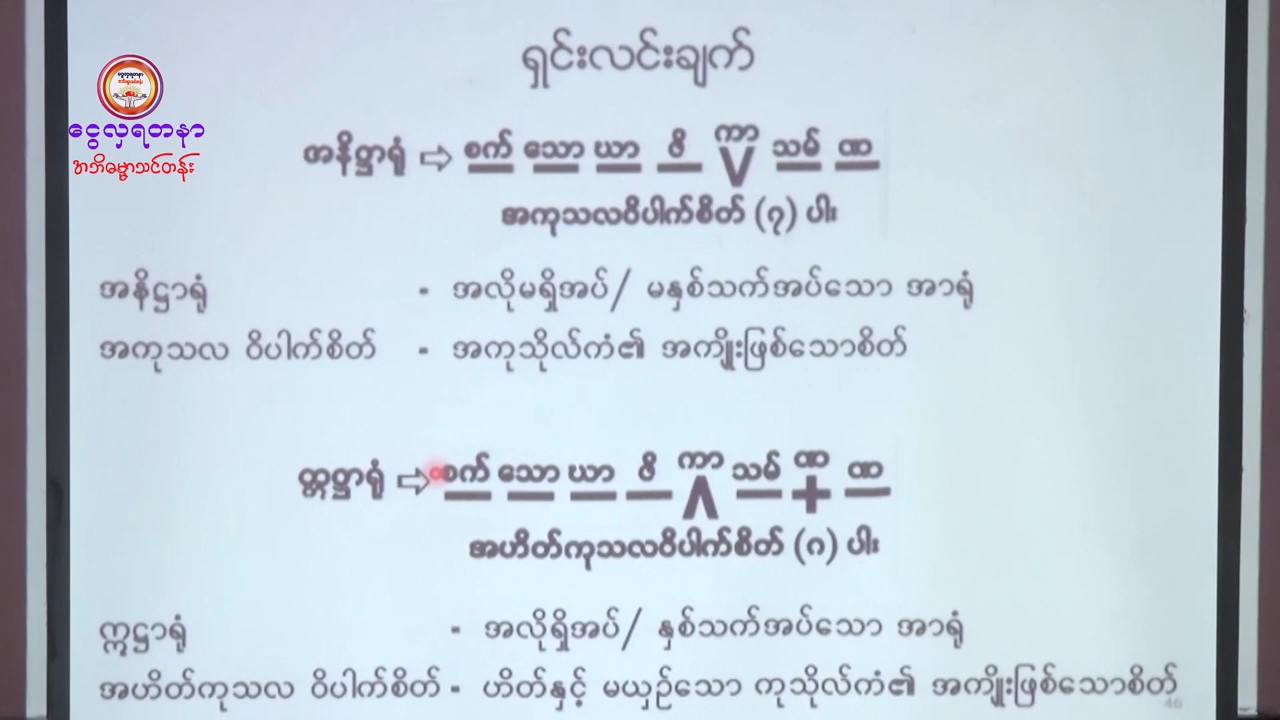 ရှင်းလင်းချက်
ငွေလှရတနာ
အဘိဓမ္မာသင်တန်း
အနိဋ္ဌာရုံ ⇨ စက် သော ဃာ ဇိ ကာ သမ် ဏ
အကုသလဝိပါက်စိတ် (၇) ပါး
အနိဋ္ဌာရုံ - အလိုမရှိအပ်/ မနှစ်သက်အပ်သော အာရုံ
အကုသလ ဝိပါက်စိတ် - အကုသိုလ်ကံ၏ အကျိုးဖြစ်သောစိတ်
ဣဋ္ဌာရုံ ⇨ စက် သော ဃာ ဇိ ကာ သမ် ဏ ဏ
အဟိတ်ကုသလဝိပါက်စိတ် (၈) ပါး
ဣဋ္ဌာရုံ - အလိုရှိအပ်/ နှစ်သက်အပ်သော အာရုံ
အဟိတ်ကုသလ ဝိပါက်စိတ် - ဟိတ်နှင့် မယှဉ်သော ကုသိုလ်ကံ၏ အကျိုးဖြစ်သောစိတ်
46